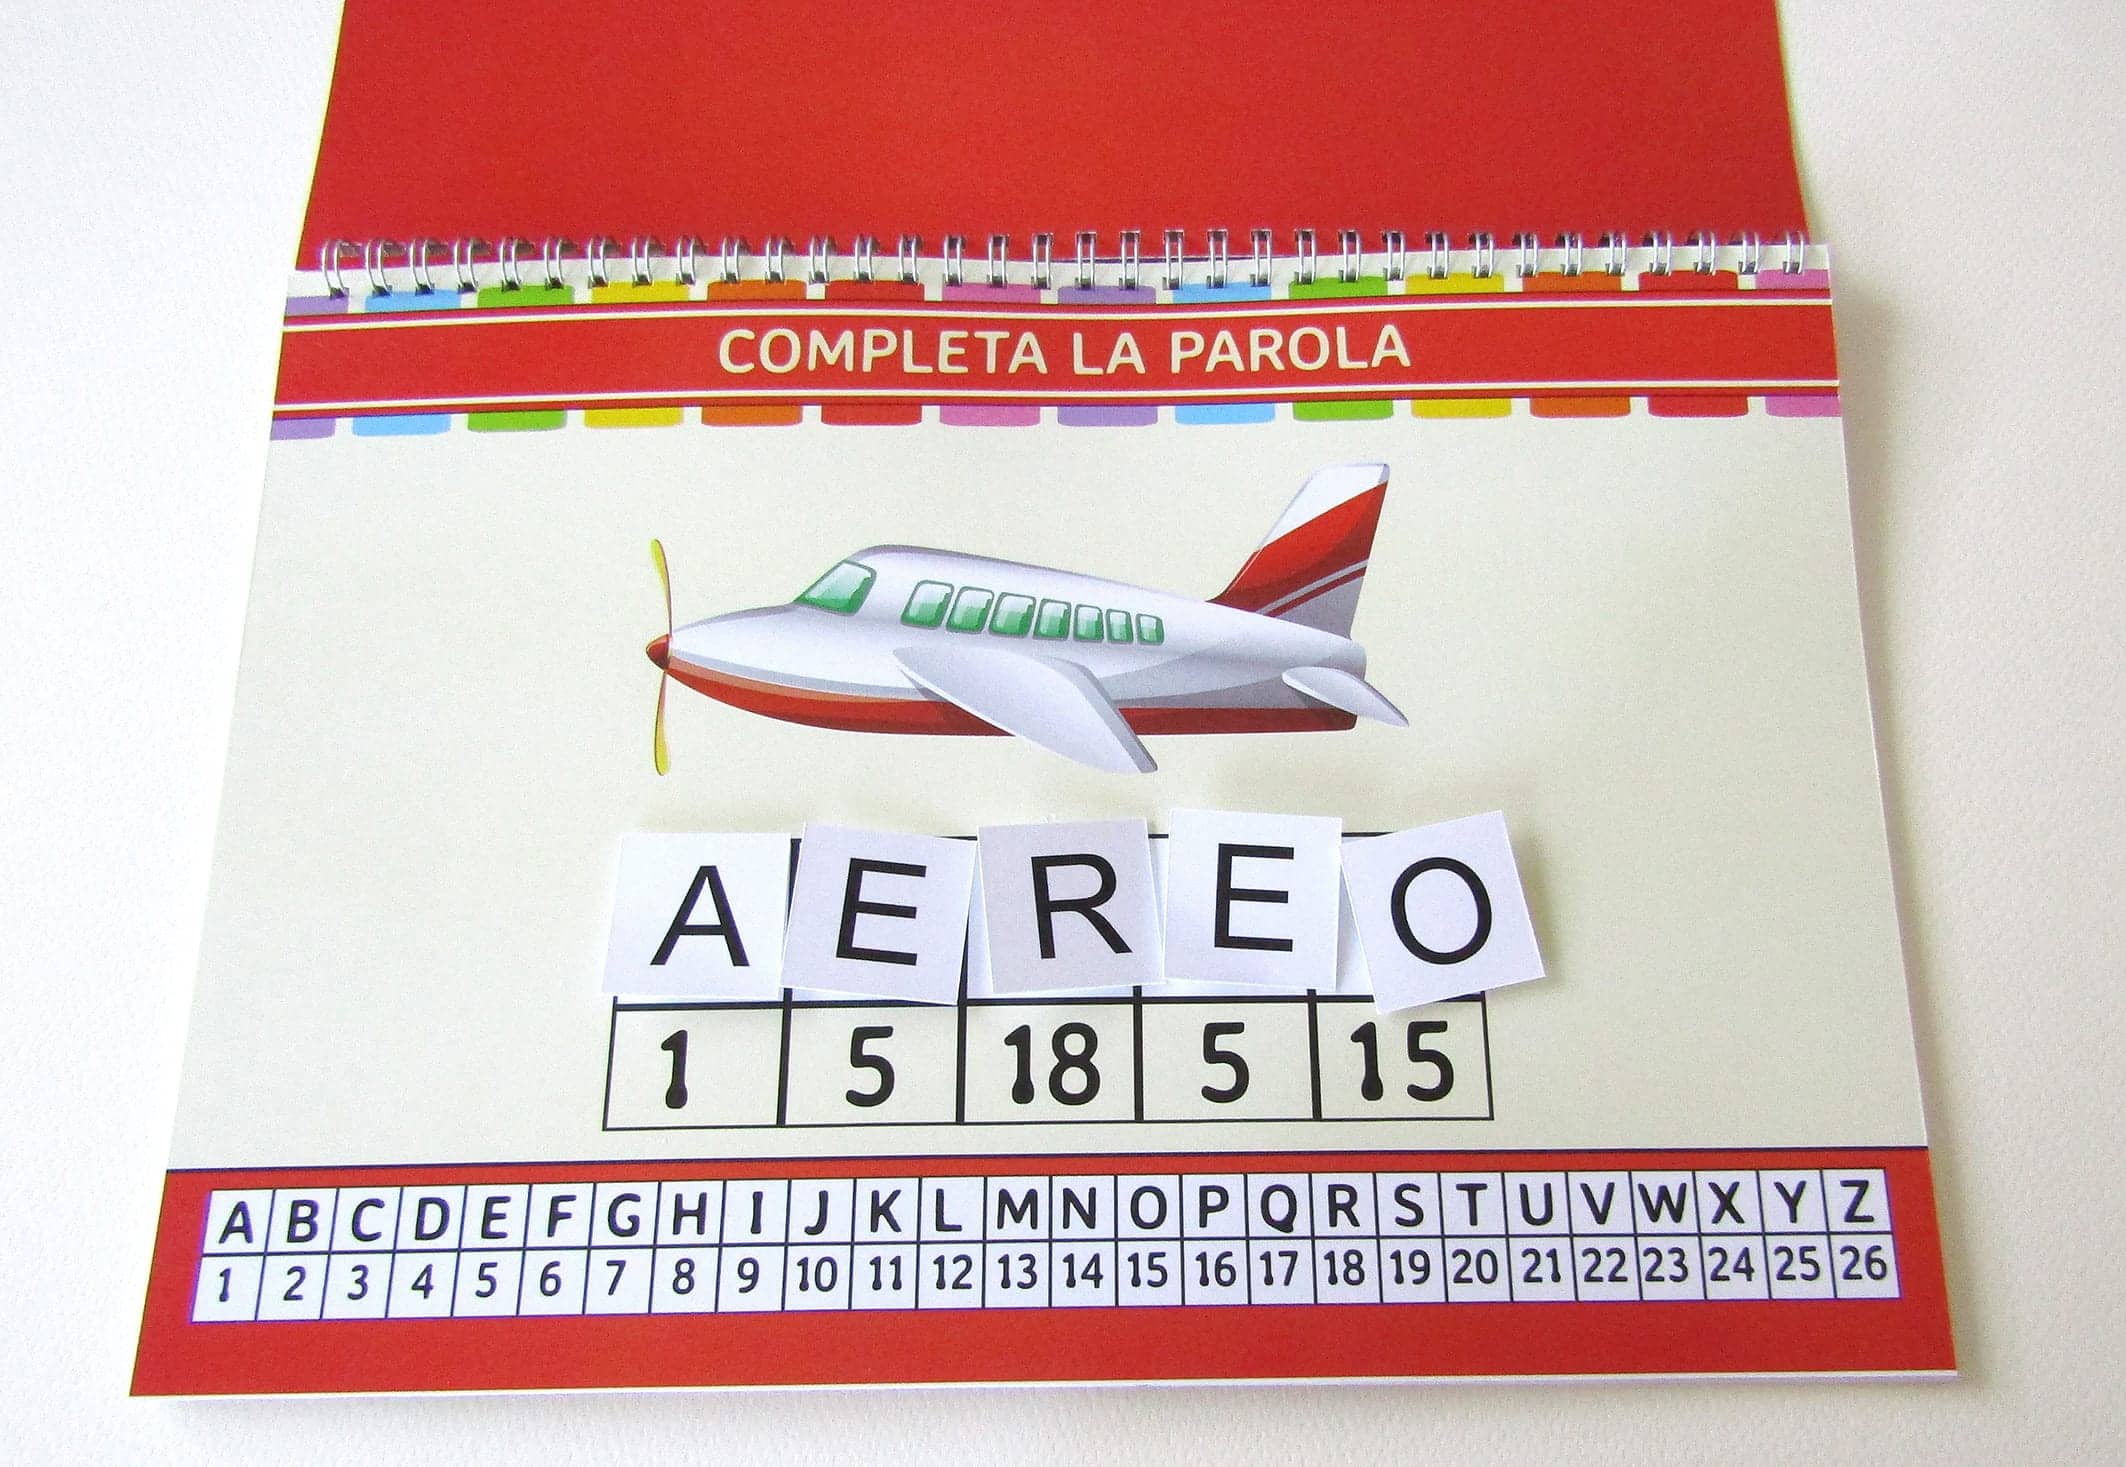 COMPLETA LA PAROLA
A E R E O
1 5 18 5 15
A B C D E F G H I J K L M N O P Q R S T U V W X Y Z
1 2 3 4 5 6 7 8 9 10 11 12 13 14 15 16 17 18 19 20 21 22 23 24 25 26